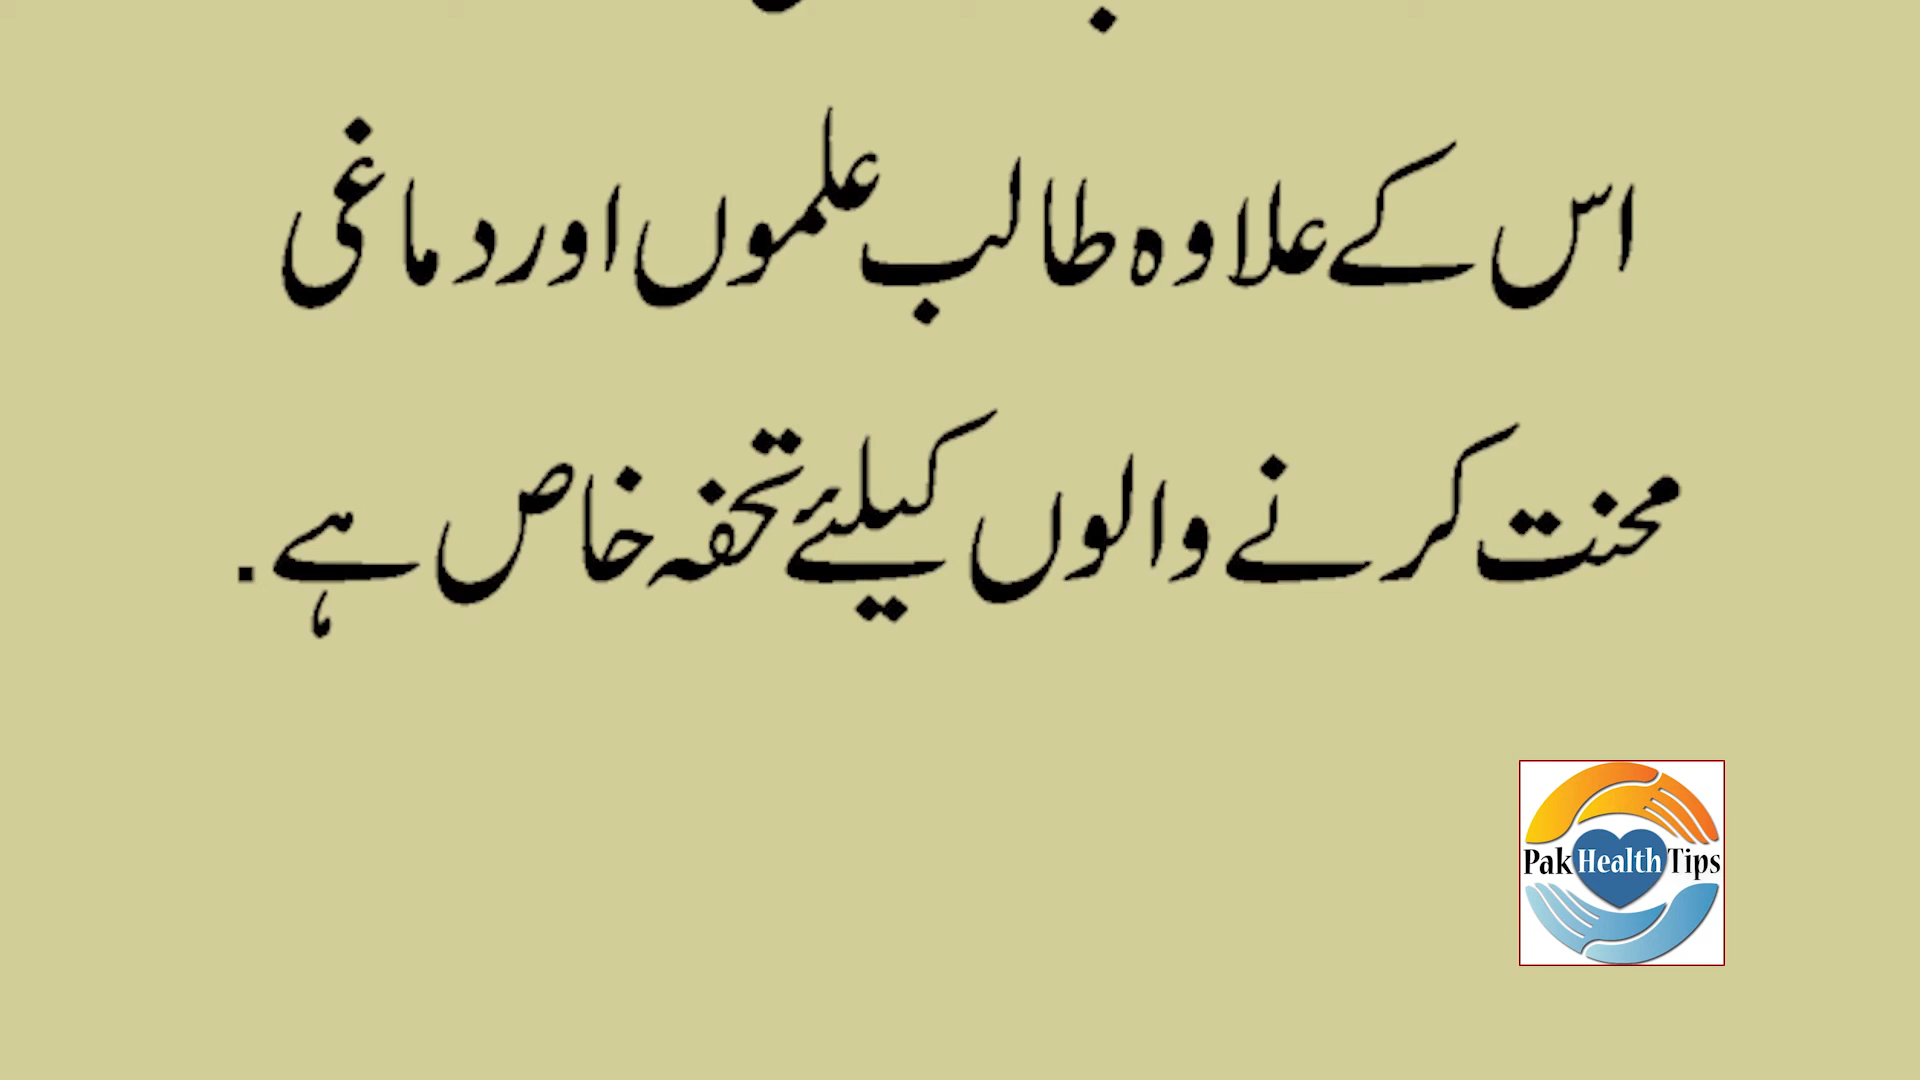 اس کے علاوہ طالب علموں اور دماغی
محنت کرنے والوں کیلئے تحفہ خاص ہے.
Pak Health Tips